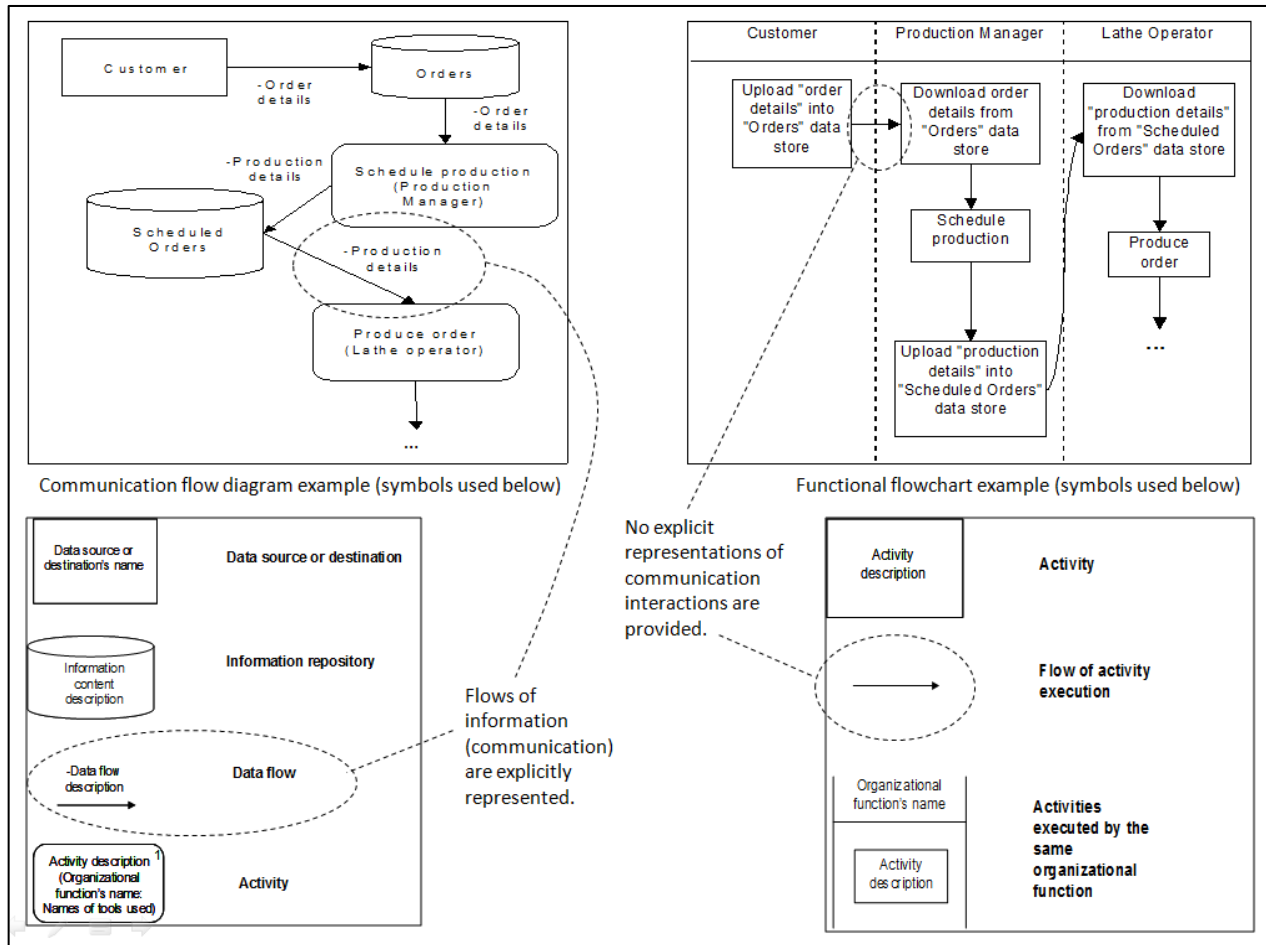 Customer
-Order
details
Orders
-Order
details
-Production
details
Schedule production
(Production
Manager)
Scheduled
Orders
-Production
details
Produce order
(Lathe operator)
...
Communication flow diagram example (symbols used below)
Customer
Production Manager
Lathe Operator
Upload "order
details" into
"Orders" data
store
Download order
details from
"Orders" data
store
Download
"production details"
from "Scheduled
Orders" data store
Schedule
production
Produce
order
Upload "production
details" into
"Scheduled Orders"
data store
...
Functional flowchart example (symbols used below)
Data source or
destination's name
Data source or destination
Information
content
description
Information repository
-Data flow
description
Data flow
Activity description
1
(Organizational
function's name:
Names of tools used)
Activity
Flows of
information
(communication)
are explicitly
represented.
No explicit
representations of
communication
interactions are
provided.
Activity
description
Activity
Flow of activity
execution
Organizational
function's name
Activity
description
Activities
executed by the
same
organizational
function